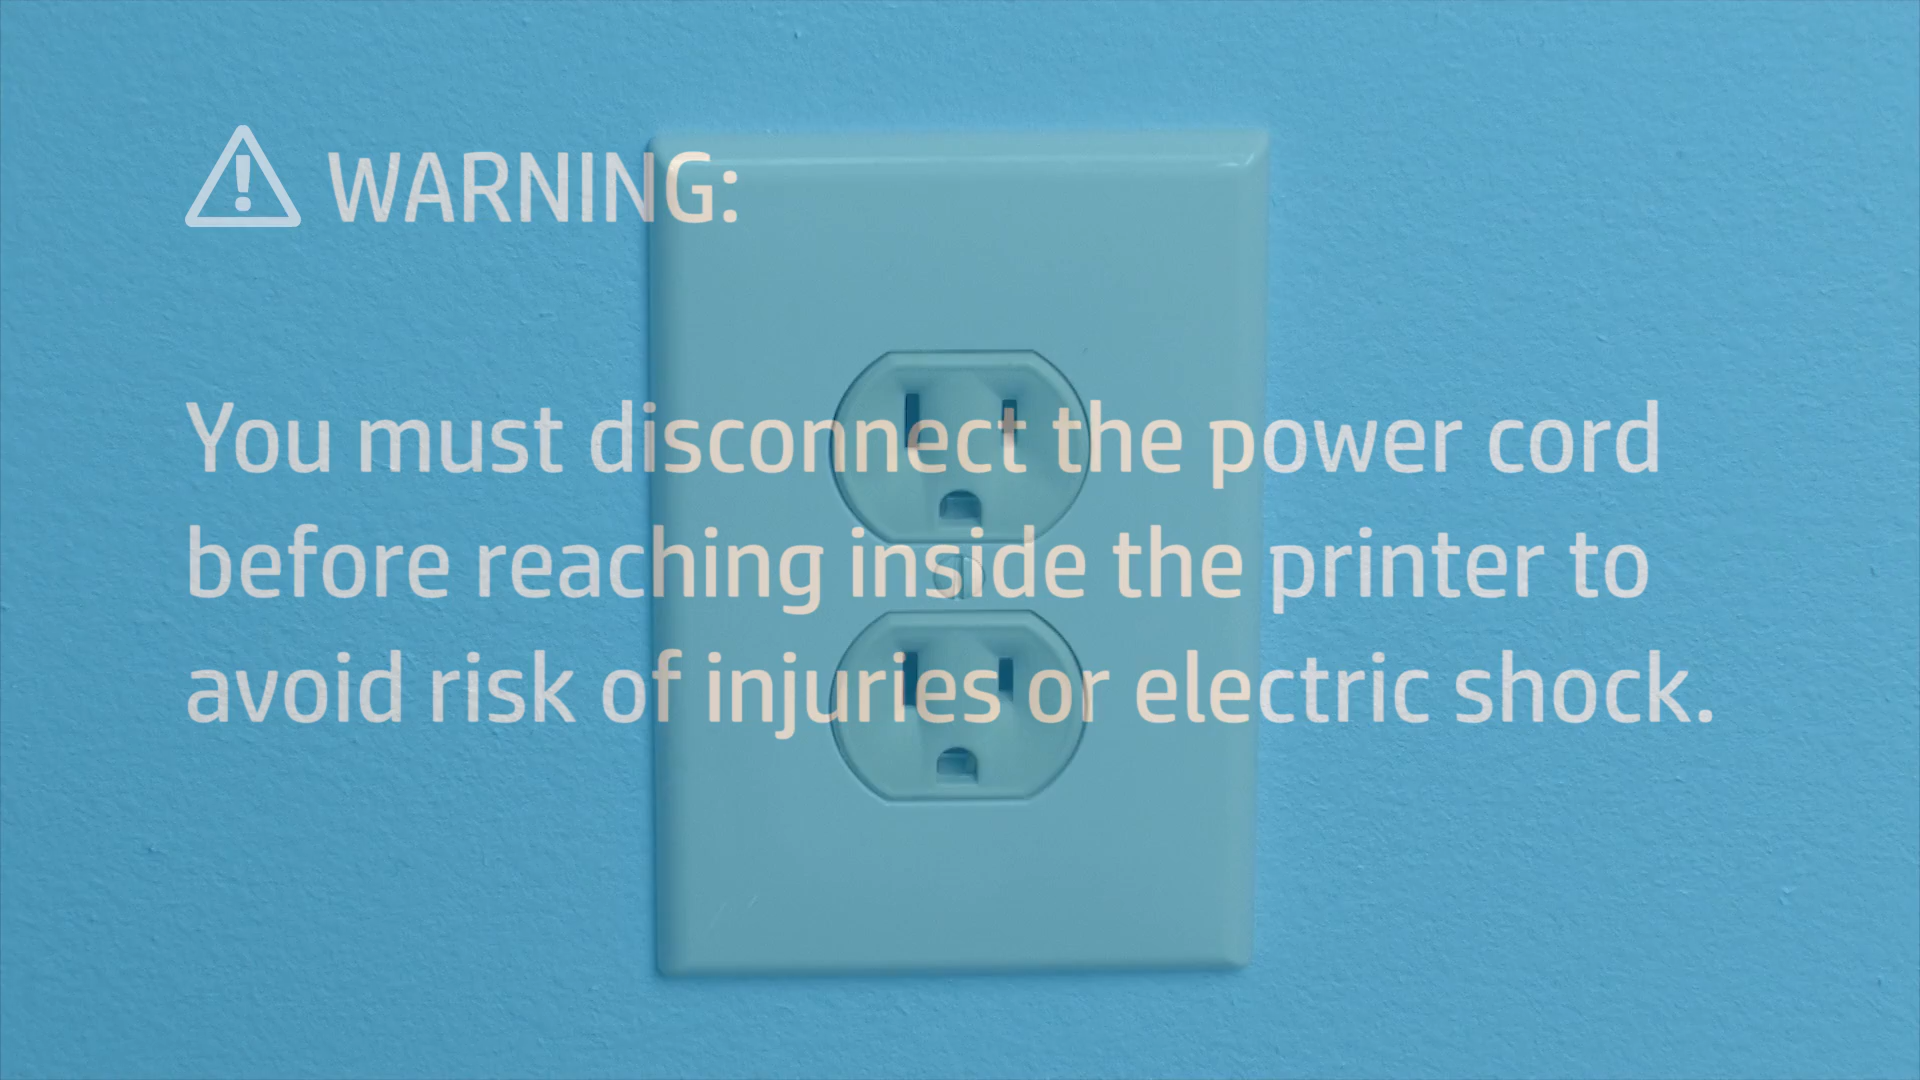 WARNING:
You must disconnect the power cord
before reaching inside the printer to
avoid risk of injuries or electric shock.